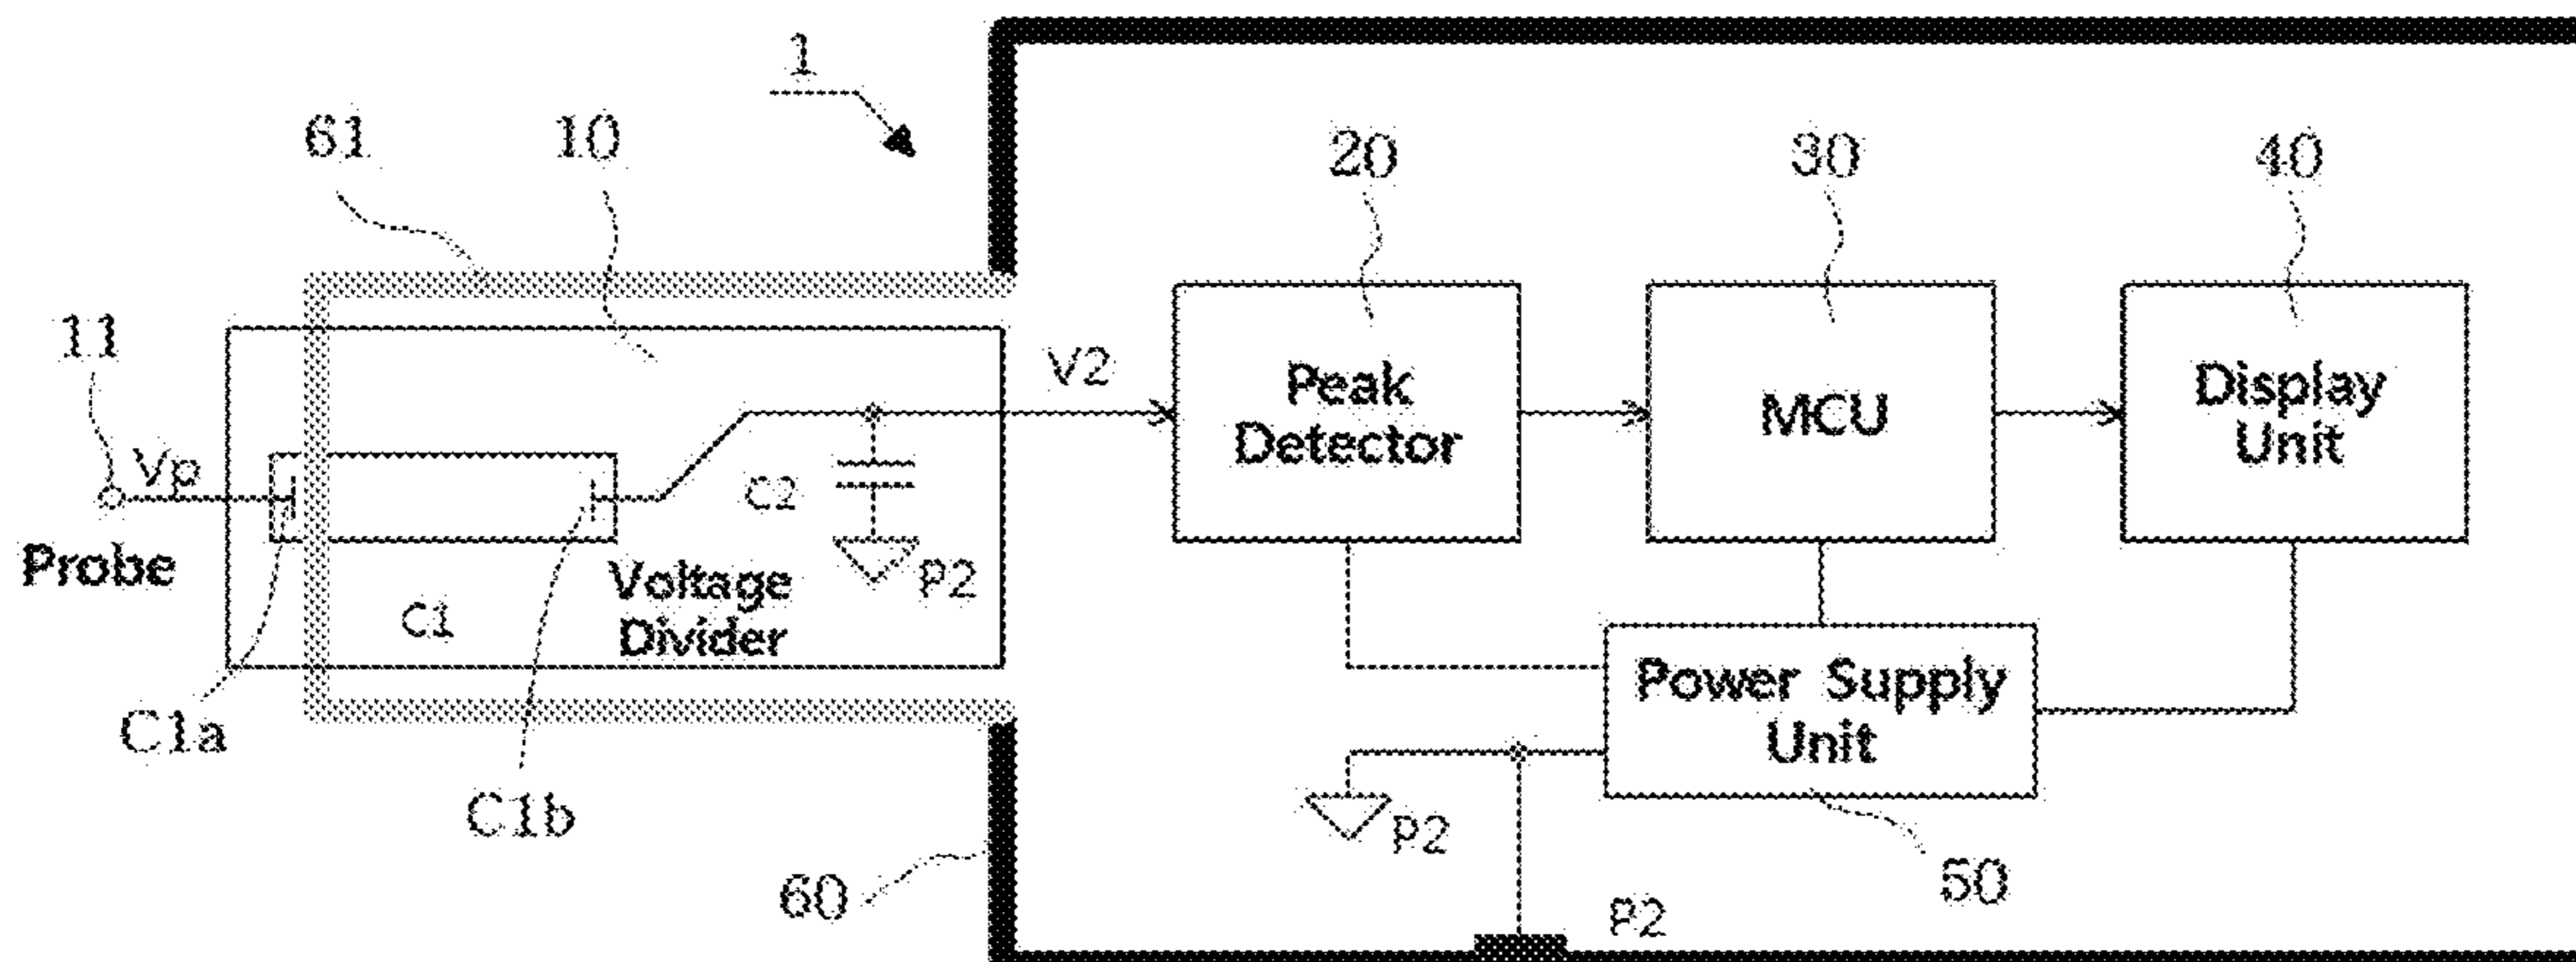 1
61
10
20
30
40
11
Vp
Probe
V2
Peak
Detector
MCU
Display
Unit
C2
P2
C1
Voltage
Divider
C1a
C1b
Power Supply
Unit
P2
60
50
P2